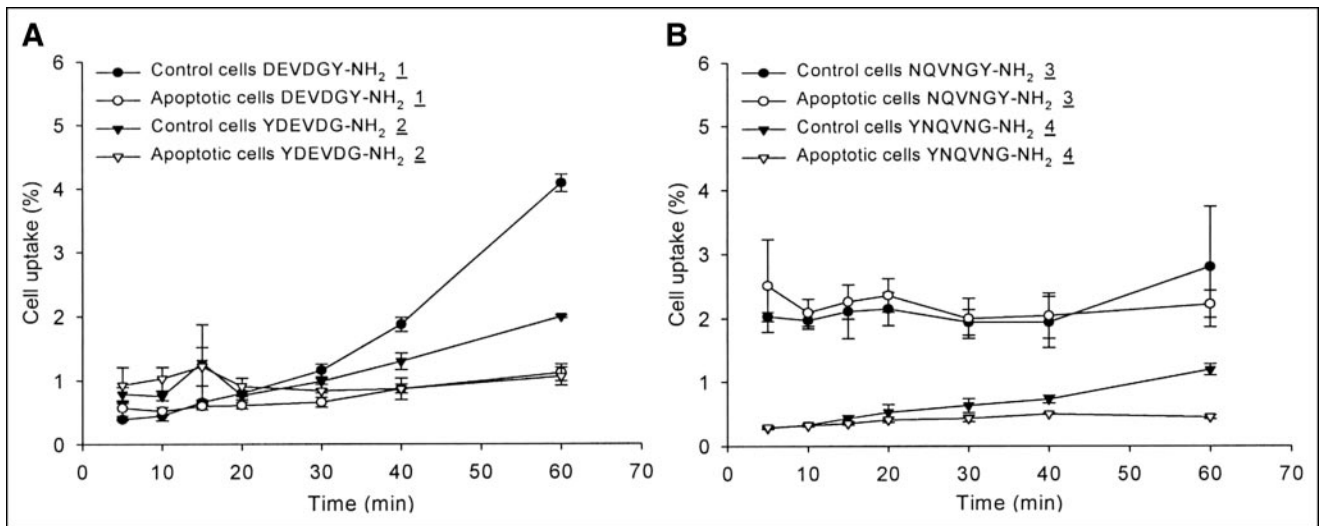 A
Control cells DEVDGY-NH2 1
Apoptotic cells DEVDGY-NH2 1
Control cells YDEVDG-NH2 2
Apoptotic cells YDEVDG-NH2 2
Cell uptake (%)
6
5
4
3
2
1
0
0 10 20 30 40 50 60 70
Time (min)
B
Control cells NQVNGY-NH2 3
Apoptotic cells NQVNGY-NH2 3
Control cells YNQVNG-NH2 4
Apoptotic cells YNQVNG-NH2 4
Cell uptake (%)
6
5
4
3
2
1
0
0 10 20 30 40 50 60 70
Time (min)